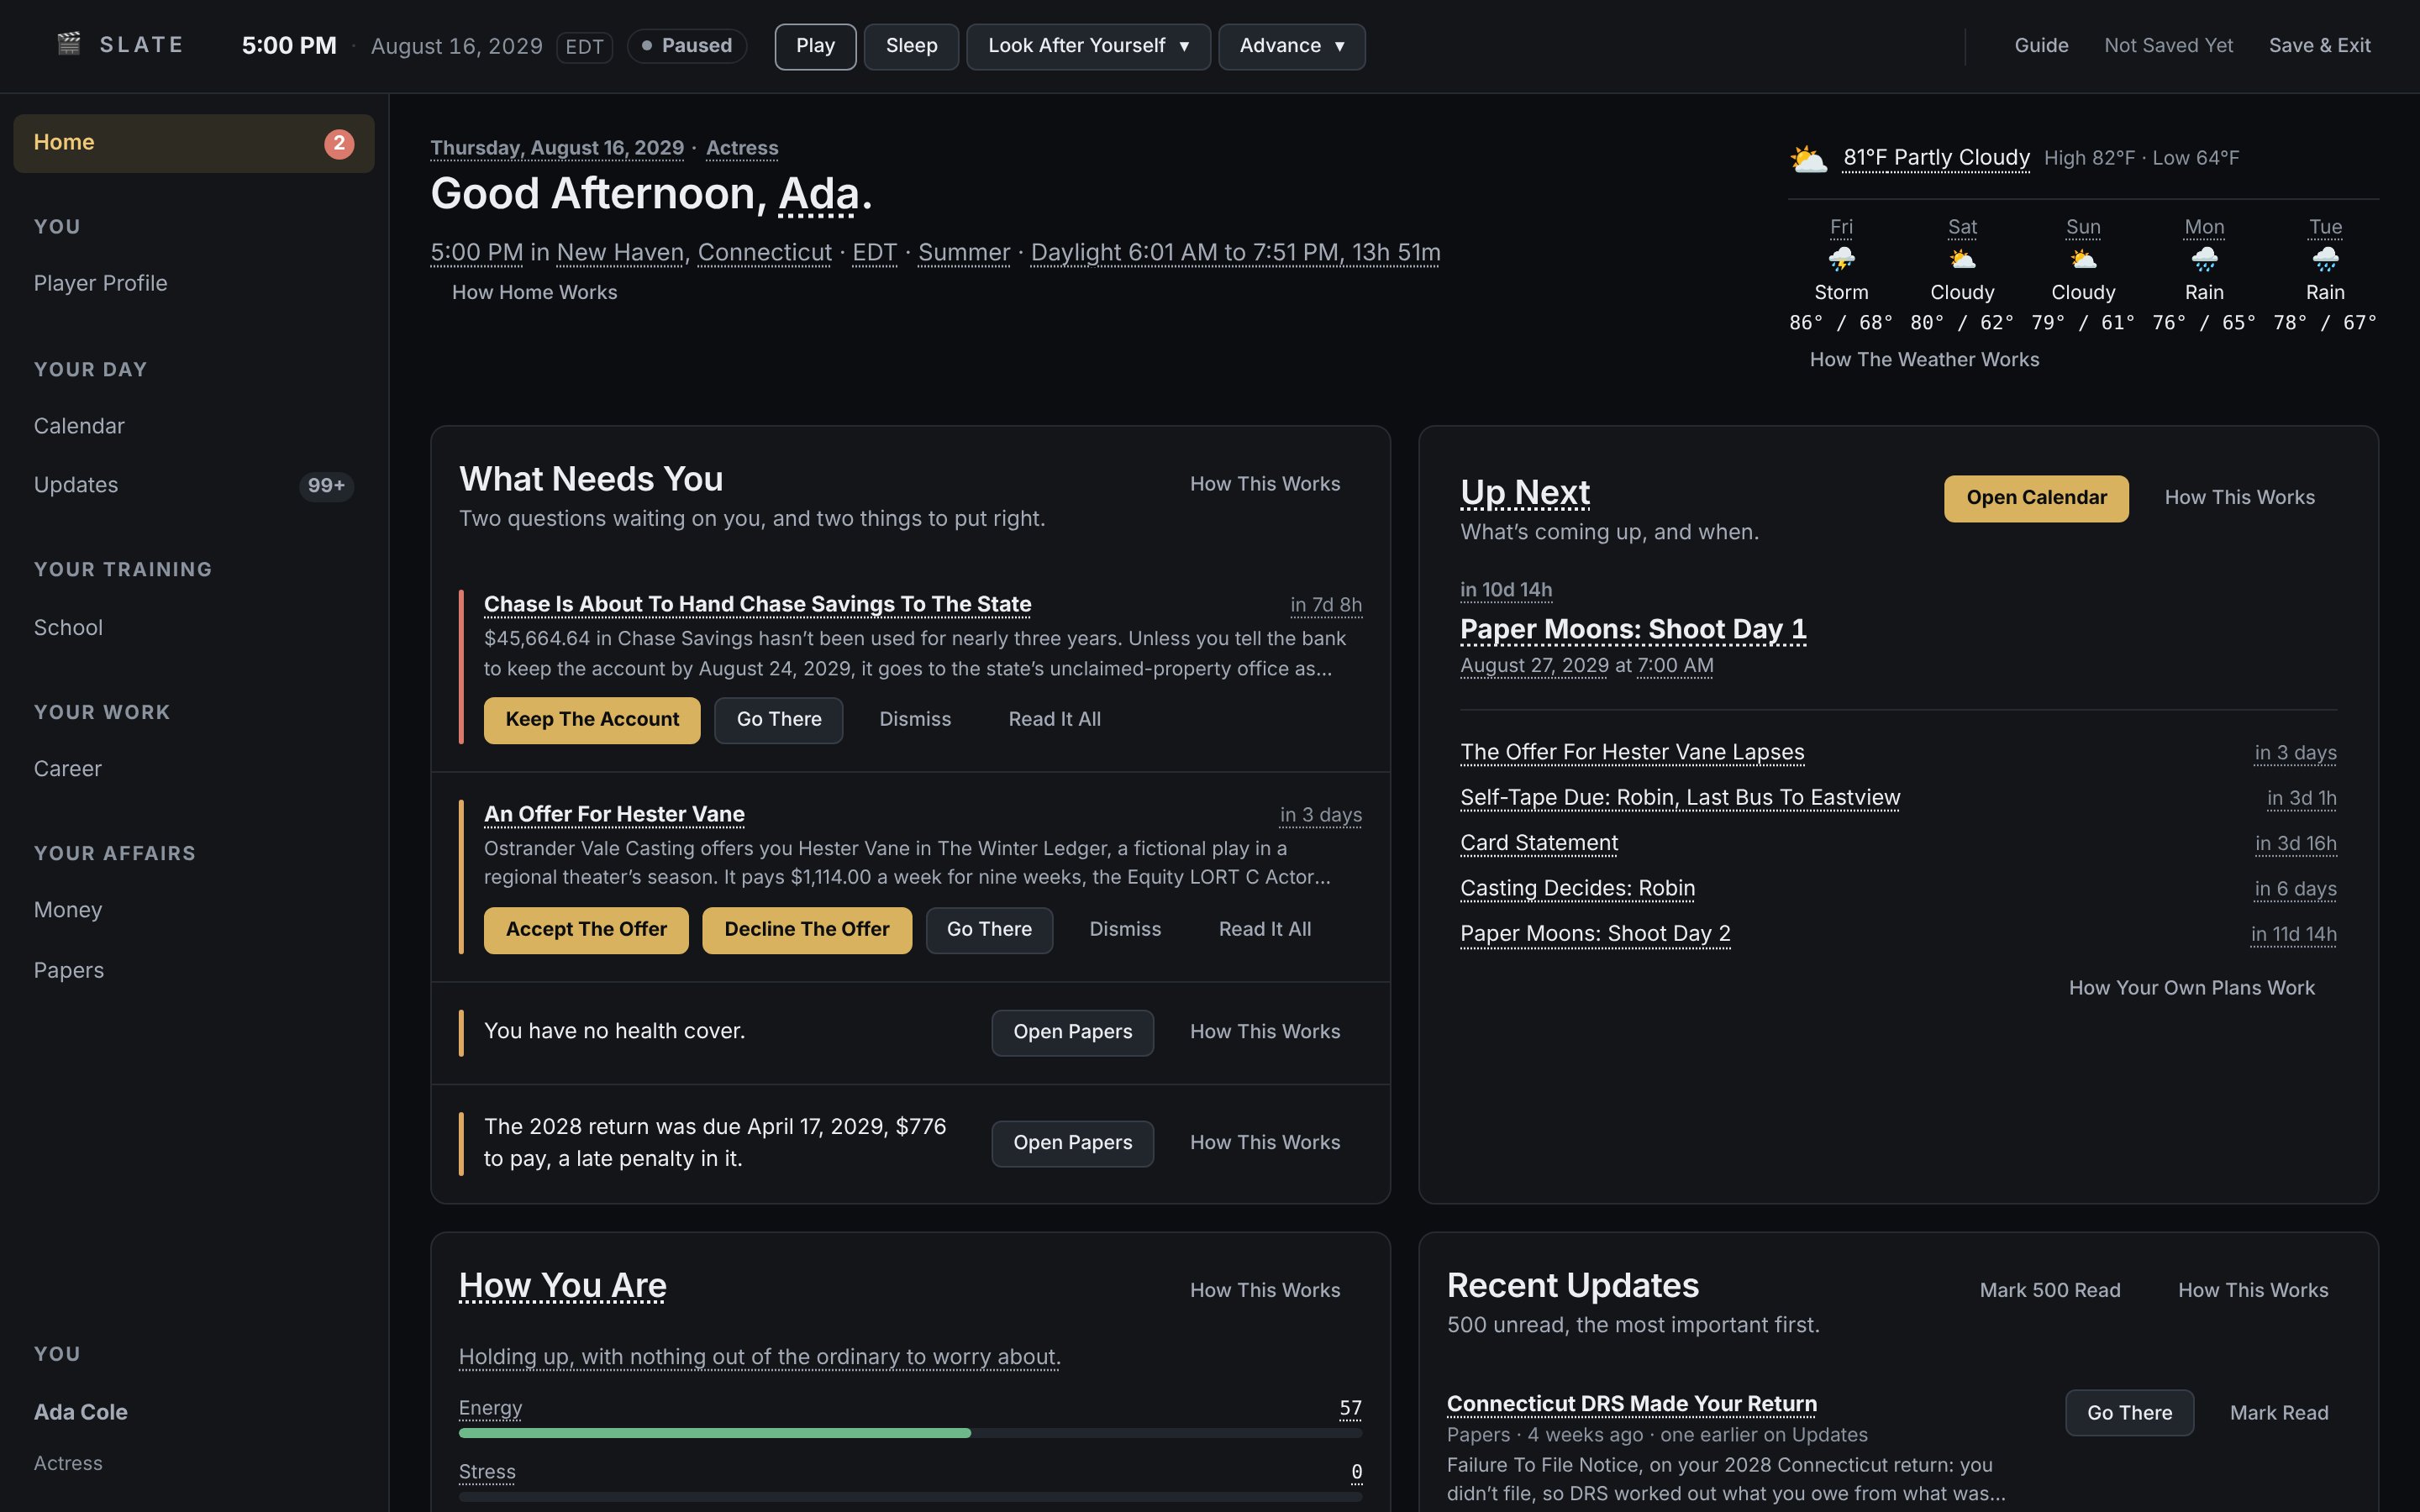 🎬 SLATE
5:00 PM · August 16, 2029 EDT Paused
Play Sleep Look After Yourself ▾ Advance ▾
Guide Not Saved Yet Save & Exit
Home 2
YOU
Player Profile
YOUR DAY
Calendar
Updates 99+
YOUR TRAINING
School
YOUR WORK
Career
YOUR AFFAIRS
Money
Papers
YOU
Ada Cole
Actress
Thursday, August 16, 2029 · Actress
Good Afternoon, Ada.
5:00 PM in New Haven, Connecticut · EDT · Summer · Daylight 6:01 AM to 7:51 PM, 13h 51m
How Home Works
81°F Partly Cloudy High 82°F · Low 64°F
Fri Sat Sun Mon Tue
Storm Cloudy Cloudy Rain Rain
86° / 68° 80° / 62° 79° / 61° 76° / 65° 78° / 67°
How The Weather Works
What Needs You
How This Works
Two questions waiting on you, and two things to put right.
Chase Is About To Hand Chase Savings To The State in 7d 8h
$45,664.64 in Chase Savings hasn’t been used for nearly three years. Unless you tell the bank
to keep the account by August 24, 2029, it goes to the state’s unclaimed-property office as…
Keep The Account Go There Dismiss Read It All
An Offer For Hester Vane in 3 days
Ostrander Vale Casting offers you Hester Vane in The Winter Ledger, a fictional play in a
regional theater’s season. It pays $1,114.00 a week for nine weeks, the Equity LORT C Actor…
Accept The Offer Decline The Offer Go There Dismiss Read It All
You have no health cover. Open Papers How This Works
The 2028 return was due April 17, 2029, $776
to pay, a late penalty in it.
Open Papers How This Works
Up Next
Open Calendar How This Works
What’s coming up, and when.
in 10d 14h
Paper Moons: Shoot Day 1
August 27, 2029 at 7:00 AM
The Offer For Hester Vane Lapses in 3 days
Self-Tape Due: Robin, Last Bus To Eastview in 3d 1h
Card Statement in 3d 16h
Casting Decides: Robin in 6 days
Paper Moons: Shoot Day 2 in 11d 14h
How Your Own Plans Work
How You Are
How This Works
Holding up, with nothing out of the ordinary to worry about.
Energy 57
Stress 0
Recent Updates
Mark 500 Read How This Works
500 unread, the most important first.
Connecticut DRS Made Your Return
Go There Mark Read
Papers · 4 weeks ago · one earlier on Updates
Failure To File Notice, on your 2028 Connecticut return: you
didn’t file, so DRS worked out what you owe from what was…